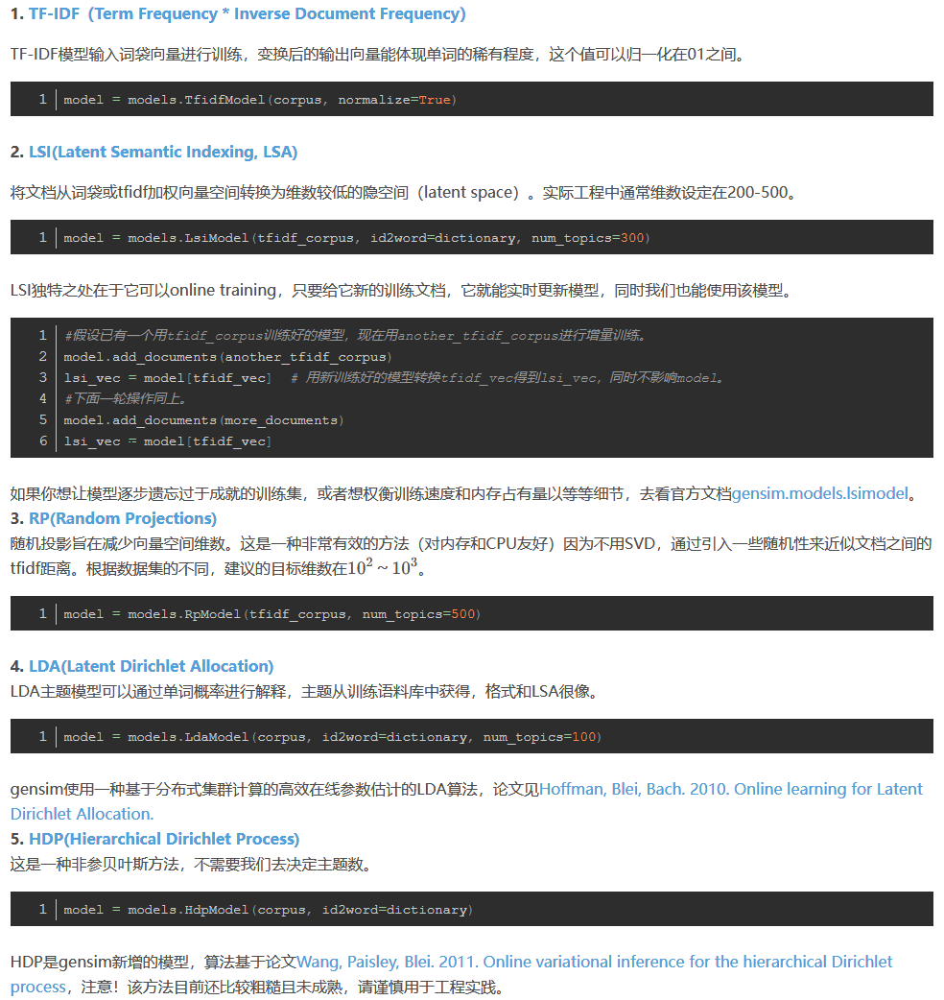 1. TF-IDF（Term Frequency * Inverse Document Frequency）
TF-IDF模型输入词袋向量进行训练，变换后的输出向量能体现单词的稀有程度，这个值可以归一化在01之间。
1 model = models.TfidfModel(corpus, normalize=True)
2. LSI(Latent Semantic Indexing, LSA)
将文档从词袋或tfidf加权向量空间转换为维数较低的隐空间（latent space）。实际工程中通常维数设定在200-500。
1 model = models.LsiModel(tfidf_corpus, id2word=dictionary, num_topics=300)
LSI独特之处在于它可以online training，只要给它新的训练文档，它就能实时更新模型，同时我们也能使用该模型。
1 #假设已有一个用tfidf_corpus训练好的模型，现在用another_tfidf_corpus进行增量训练。
2 model.add_documents(another_tfidf_corpus)
3 lsi_vec = model[tfidf_vec]  # 用新训练好的模型转换tfidf_vec得到lsi_vec, 同时不影响model。
4 #下面一轮操作同上。
5 model.add_documents(more_documents)
6 lsi_vec = model[tfidf_vec]
如果你想让模型逐步遗忘过于成就的训练集，或者想权衡训练速度和内存占有量以等等细节，去看官方文档gensim.models.lsimodel。
3. RP(Random Projections)
随机投影旨在减少向量空间维数。这是一种非常有效的方法（对内存和CPU友好）因为不用SVD，通过引入一些随机性来近似文档之间的
tfidf距离。根据数据集的不同，建议的目标维数在10² ~ 10³。
1 model = models.RpModel(tfidf_corpus, num_topics=500)
4. LDA(Latent Dirichlet Allocation)
LDA主题模型可以通过单词概率进行解释，主题从训练语料库中获得，格式和LSA很像。
1 model = models.LdaModel(corpus, id2word=dictionary, num_topics=100)
gensim使用一种基于分布式集群计算的高效在线参数估计的LDA算法，论文见Hoffman, Blei, Bach. 2010. Online learning for Latent
Dirichlet Allocation.
5. HDP(Hierarchical Dirichlet Process)
这是一种非参贝叶斯方法，不需要我们去决定主题数。
1 model = models.HdpModel(corpus, id2word=dictionary)
HDP是gensim新增的模型，算法基于论文Wang, Paisley, Blei. 2011. Online variational inference for the hierarchical Dirichlet
process，注意！该方法目前还比较粗糙且未成熟，请谨慎用于工程实践。